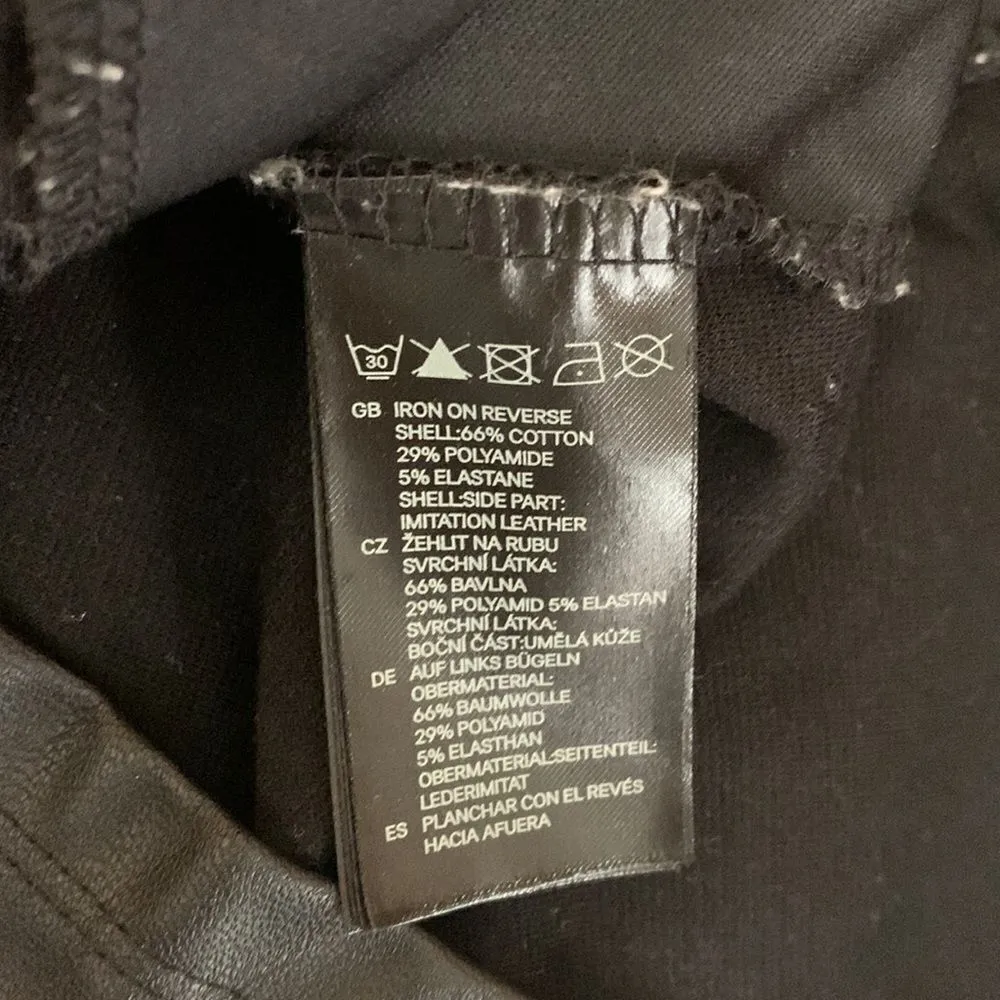 30
GB IRON ON REVERSE
SHELL:66% COTTON
29% POLYAMIDE
5% ELASTANE
SHELL:SIDE PART:
IMITATION LEATHER
CZ ŽEHLIT NA RUBU
SVRCHNÍ LÁTKA:
66% BAVLNA
29% POLYAMID 5% ELASTAN
SVRCHNÍ LÁTKA:
BOČNÍ ČÁST:UMĚLÁ KŮŽE
DE AUF LINKS BÜGELN
OBERMATERIAL:
66% BAUMWOLLE
29% POLYAMID
5% ELASTHAN
OBERMATERIAL:SEITENTEIL:
LEDERIMITAT
ES PLANCHAR CON EL REVÉS
HACIA AFUERA